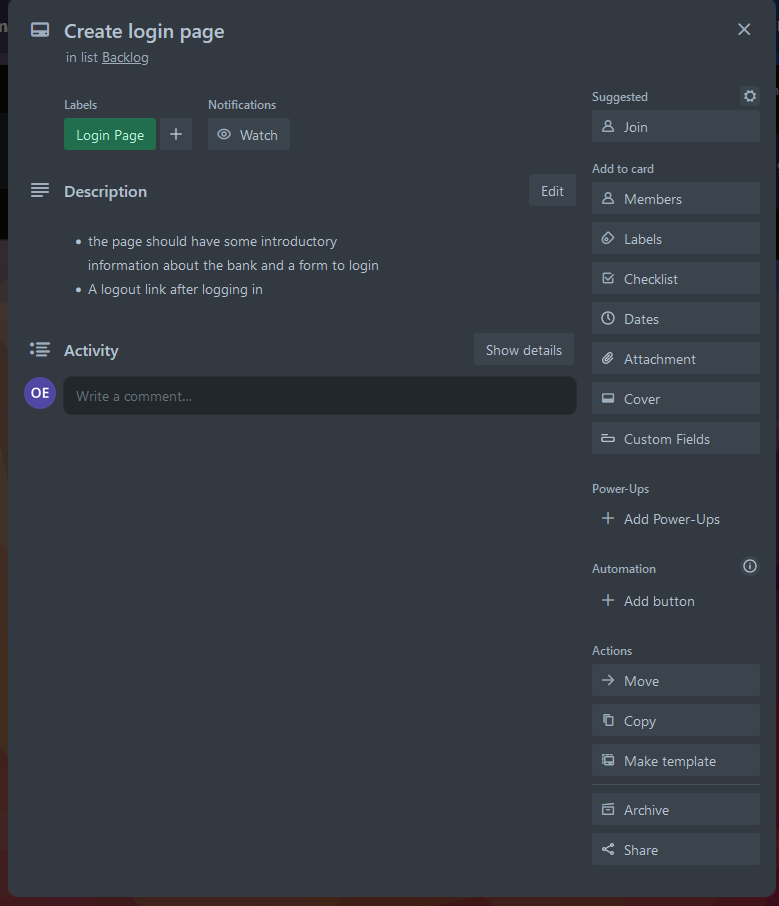 Create login page
in list Backlog
Labels
Notifications
Login Page
Watch
Description
Edit
the page should have some introductory
information about the bank and a form to login
A logout link after logging in
Activity
Show details
OE
Write a comment...
Suggested
Join
Add to card
Members
Labels
Checklist
Dates
Attachment
Cover
Custom Fields
Power-Ups
Add Power-Ups
Automation
Add button
Actions
Move
Copy
Make template
Archive
Share